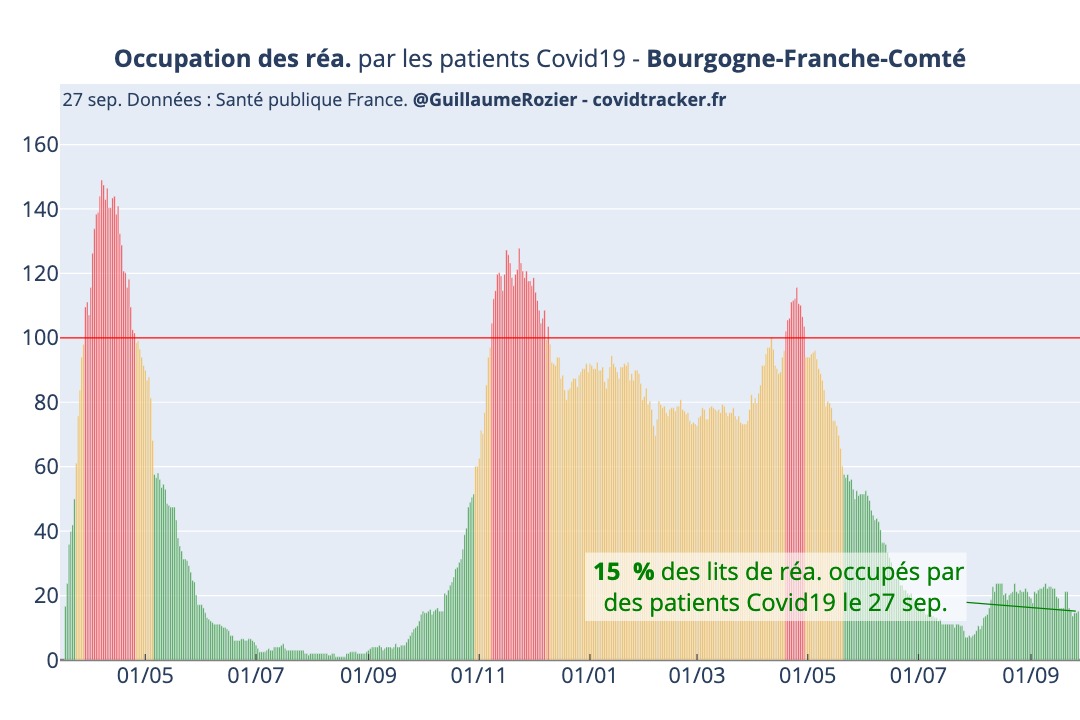 Occupation des réa. par les patients Covid19 - Bourgogne-Franche-Comté
27 sep. Données : Santé publique France. @GuillaumeRozier - covidtracker.fr
160
140
120
100
80
60
40
20
0
15 % des lits de réa. occupés par
des patients Covid19 le 27 sep.
01/05 01/07 01/09 01/11 01/01 01/03 01/05 01/07 01/09